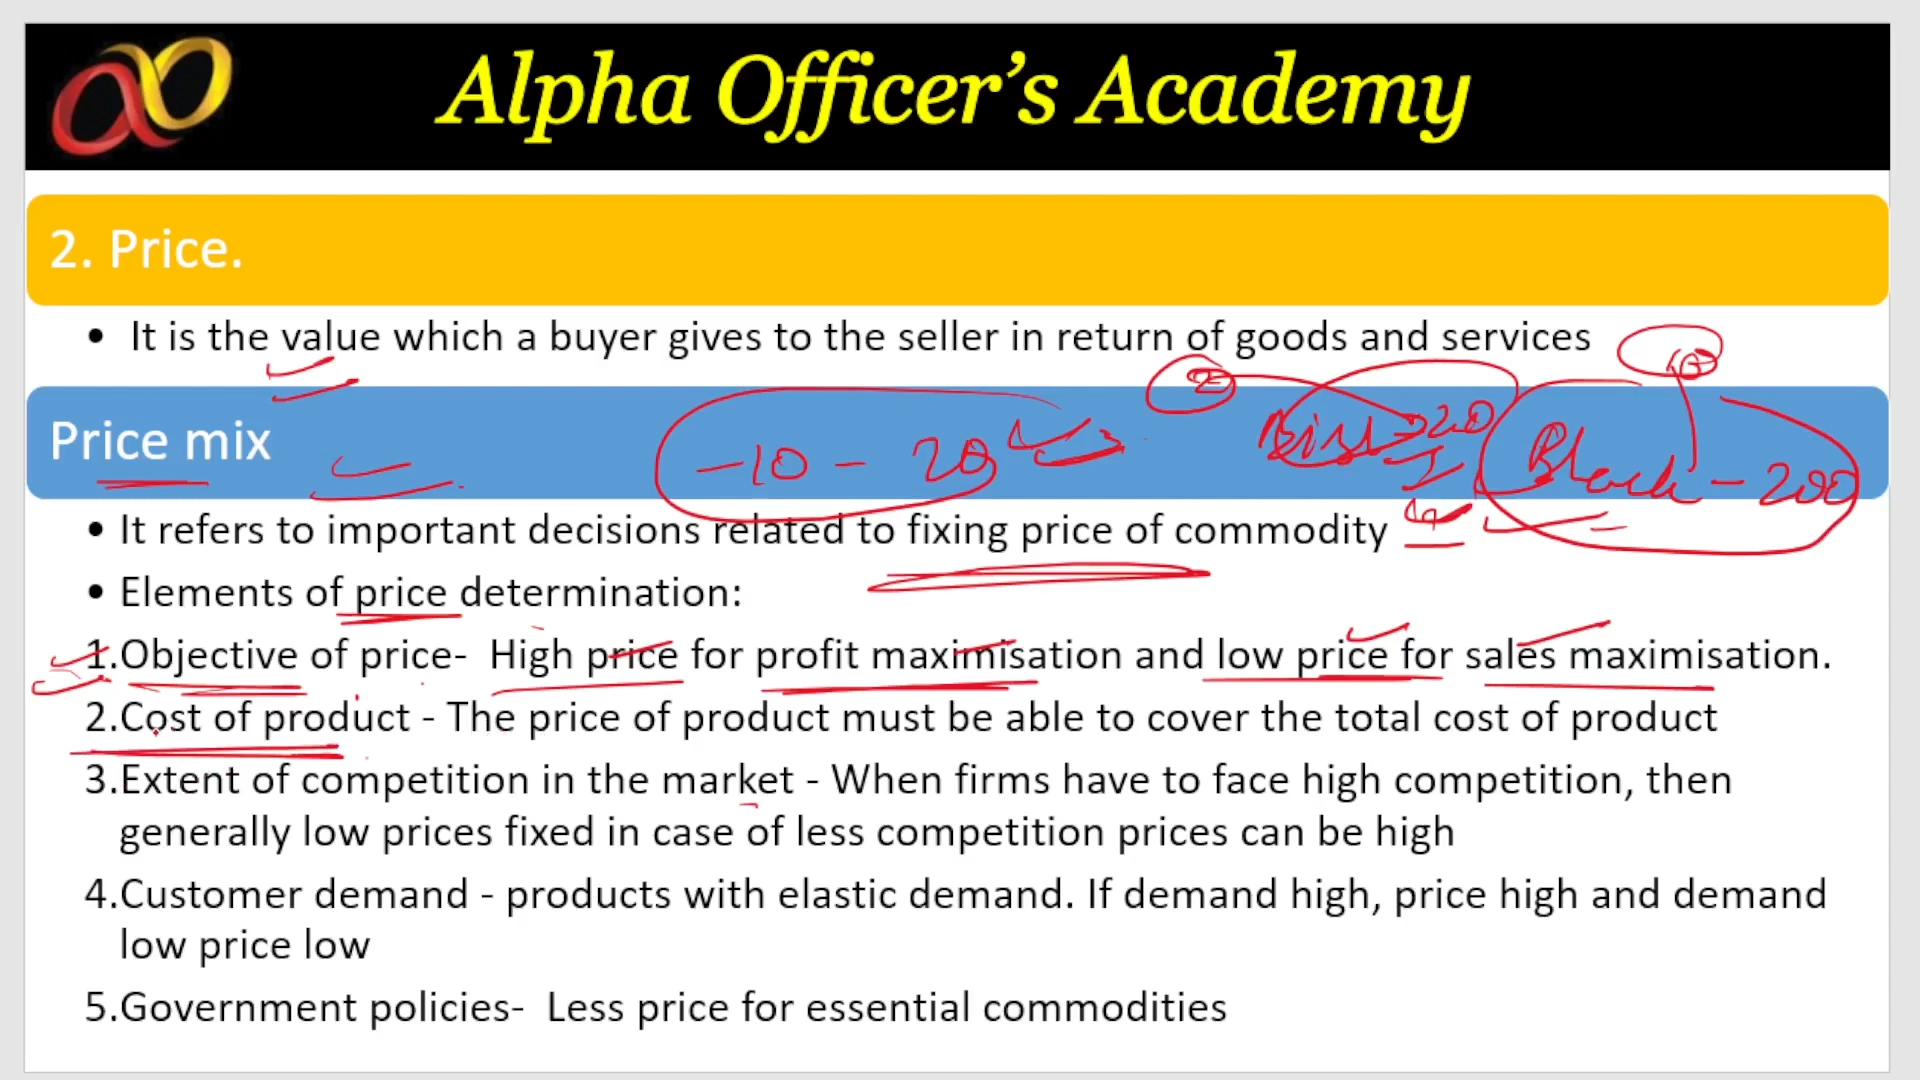 Alpha Officer's Academy
2. Price.
• It is the value which a buyer gives to the seller in return of goods and services
Price mix
-10 - 20
20
Black - 200
• It refers to important decisions related to fixing price of commodity
• Elements of price determination:
1.Objective of price- High price for profit maximisation and low price for sales maximisation.
2.Cost of product - The price of product must be able to cover the total cost of product
3.Extent of competition in the market - When firms have to face high competition, then
generally low prices fixed in case of less competition prices can be high
4.Customer demand - products with elastic demand. If demand high, price high and demand
low price low
5.Government policies- Less price for essential commodities